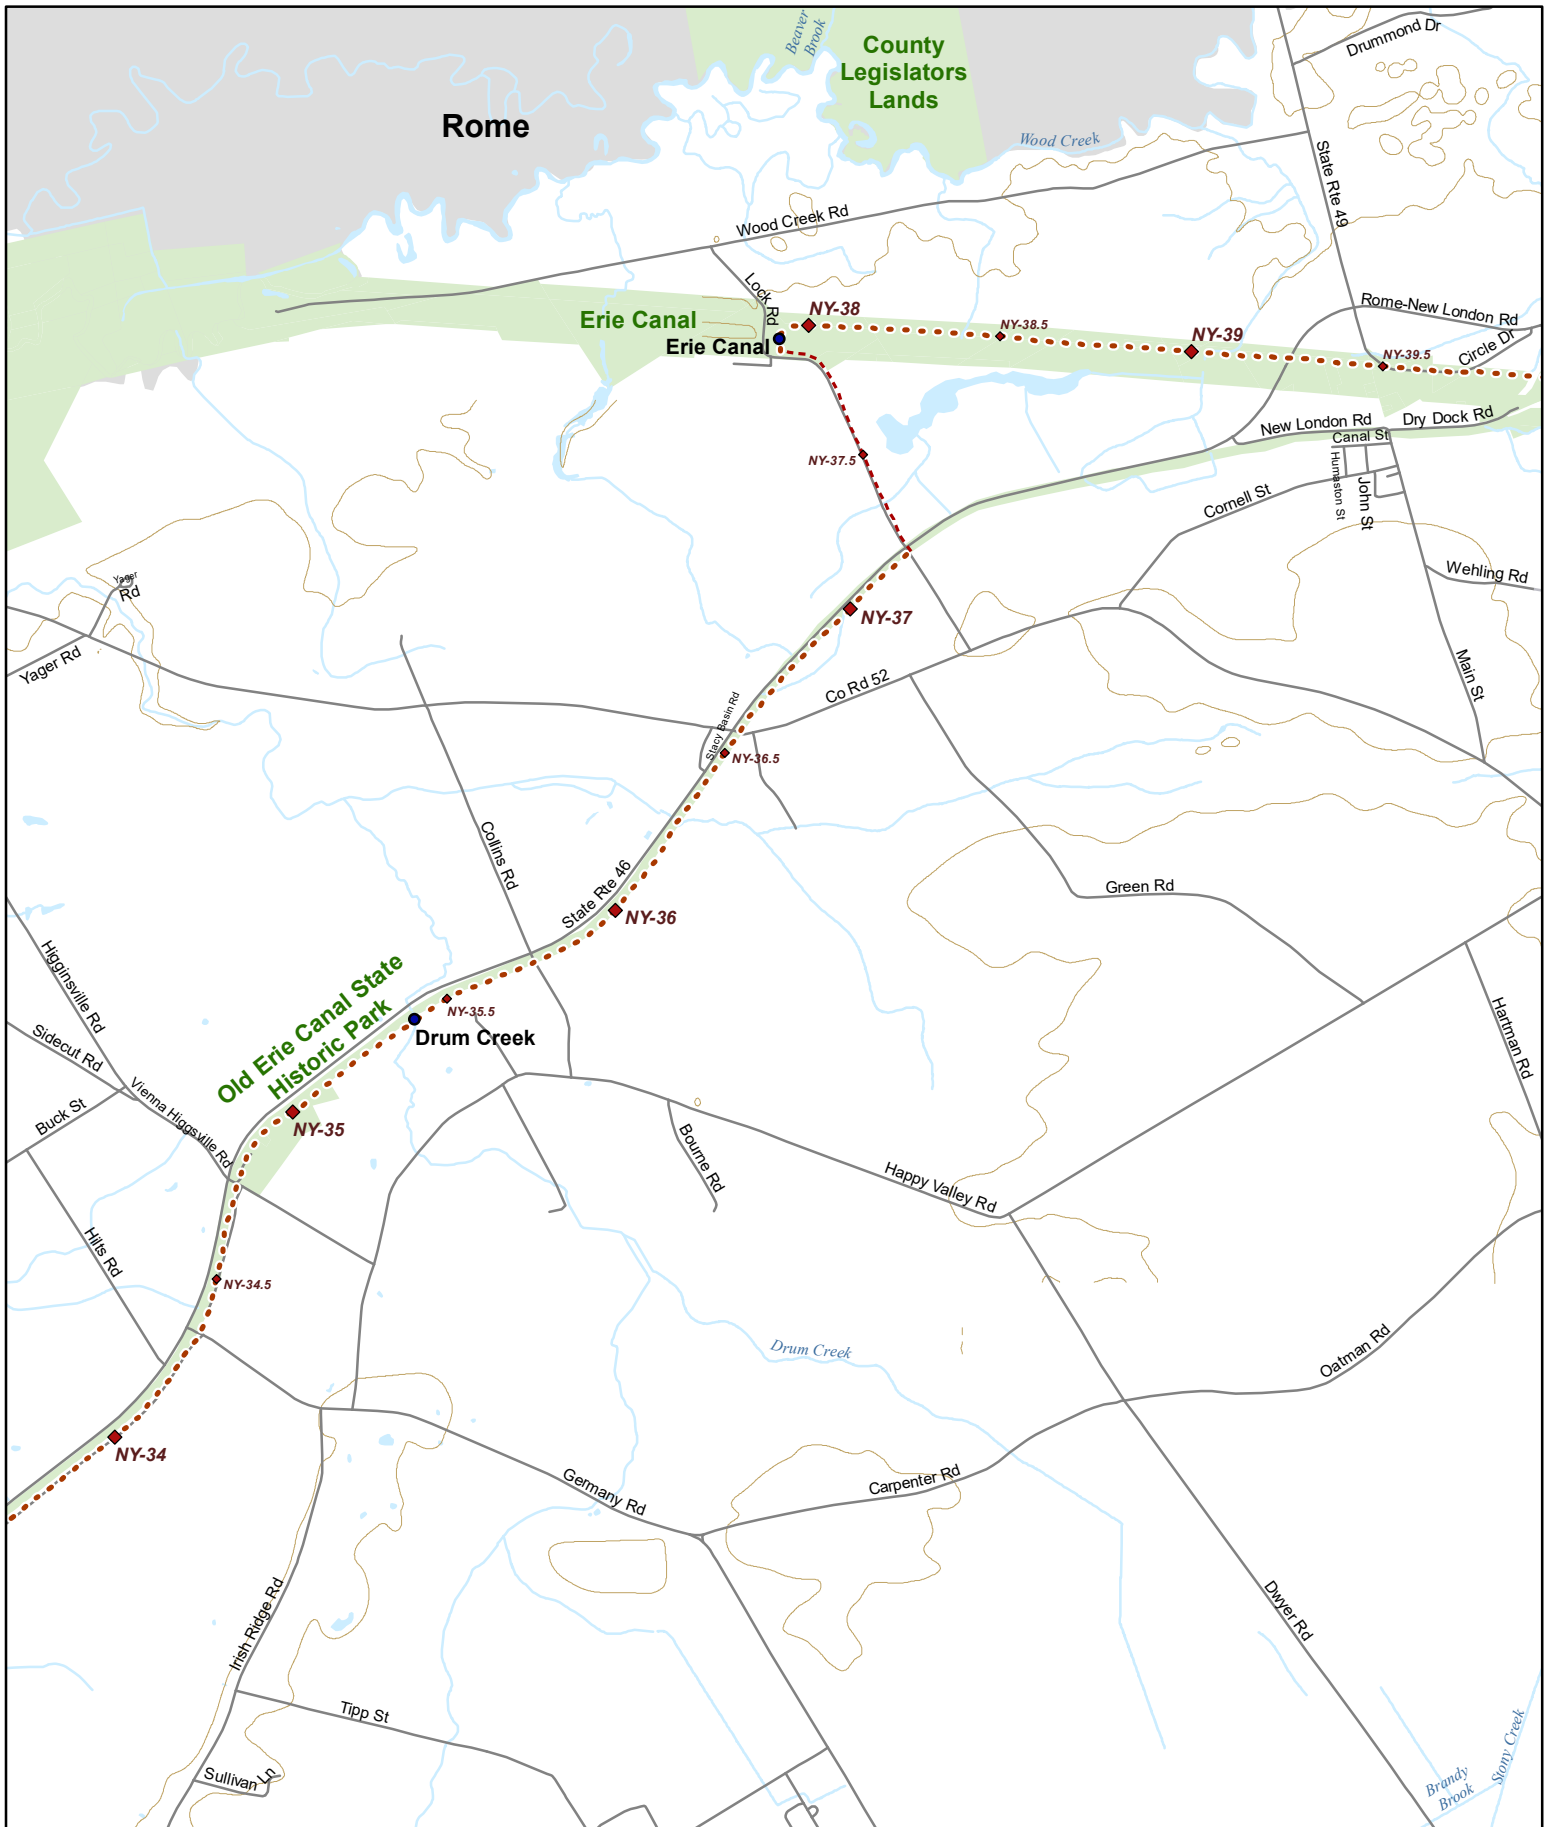 Beaver
Brook
County
Legislators
Lands
Drummond Dr
Rome
Wood Creek
State Rte 49
Wood Creek Rd
Lock Rd
Rome-New London Rd
Erie Canal
NY-38
NY-38.5
NY-39
Circle Dr
Erie Canal
NY-39.5
New London Rd
Dry Dock Rd
Canal St
NY-37.5
Humaston St
John St
Cornell St
Yager
Rd
Wehling Rd
NY-37
Yager Rd
Main St
Co Rd 52
Stacy Basin Rd
NY-36.5
Collins Rd
State Rte 46
Green Rd
NY-36
Higginsville Rd
Old Erie Canal State
Historic Park
NY-35.5
Drum Creek
Hartman Rd
Sidecut Rd
Buck St
Vienna Higgsville Rd
NY-35
Bourne Rd
Happy Valley Rd
Hilts Rd
NY-34.5
Drum Creek
Oatman Rd
NY-34
Germany Rd
Carpenter Rd
Irish Ridge Rd
Dwyer Rd
Tipp St
Sullivan Ln
Brandy
Brook
Stony Creek